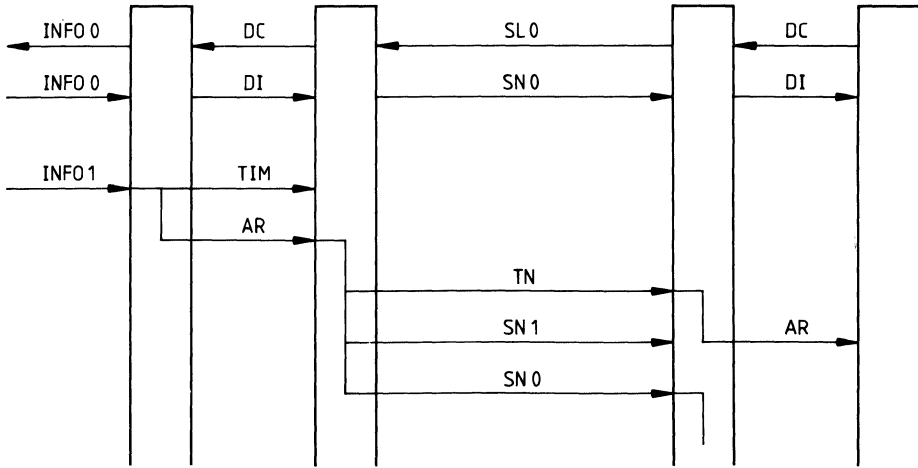 INFO 0 DC SL 0 DC
INFO 0 DI SN 0 DI
INFO 1 TIM
AR
TN
SN 1 AR
SN 0